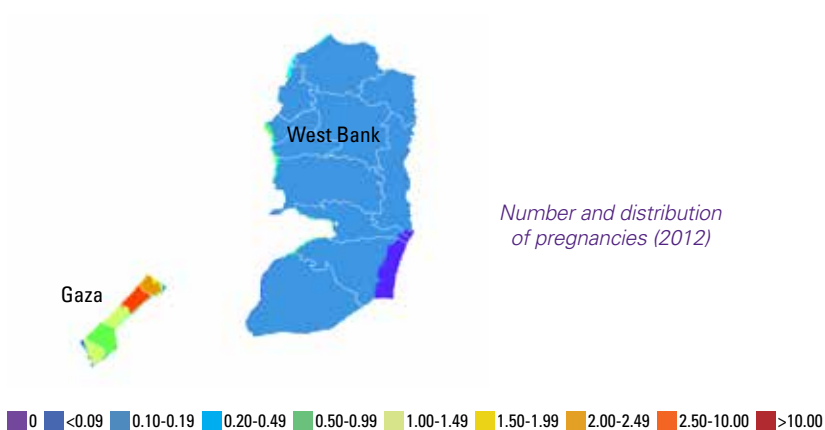 West Bank
Number and distribution
of pregnancies (2012)
Gaza
0 <0.09 0.10-0.19 0.20-0.49 0.50-0.99 1.00-1.49 1.50-1.99 2.00-2.49 2.50-10.00 >10.00